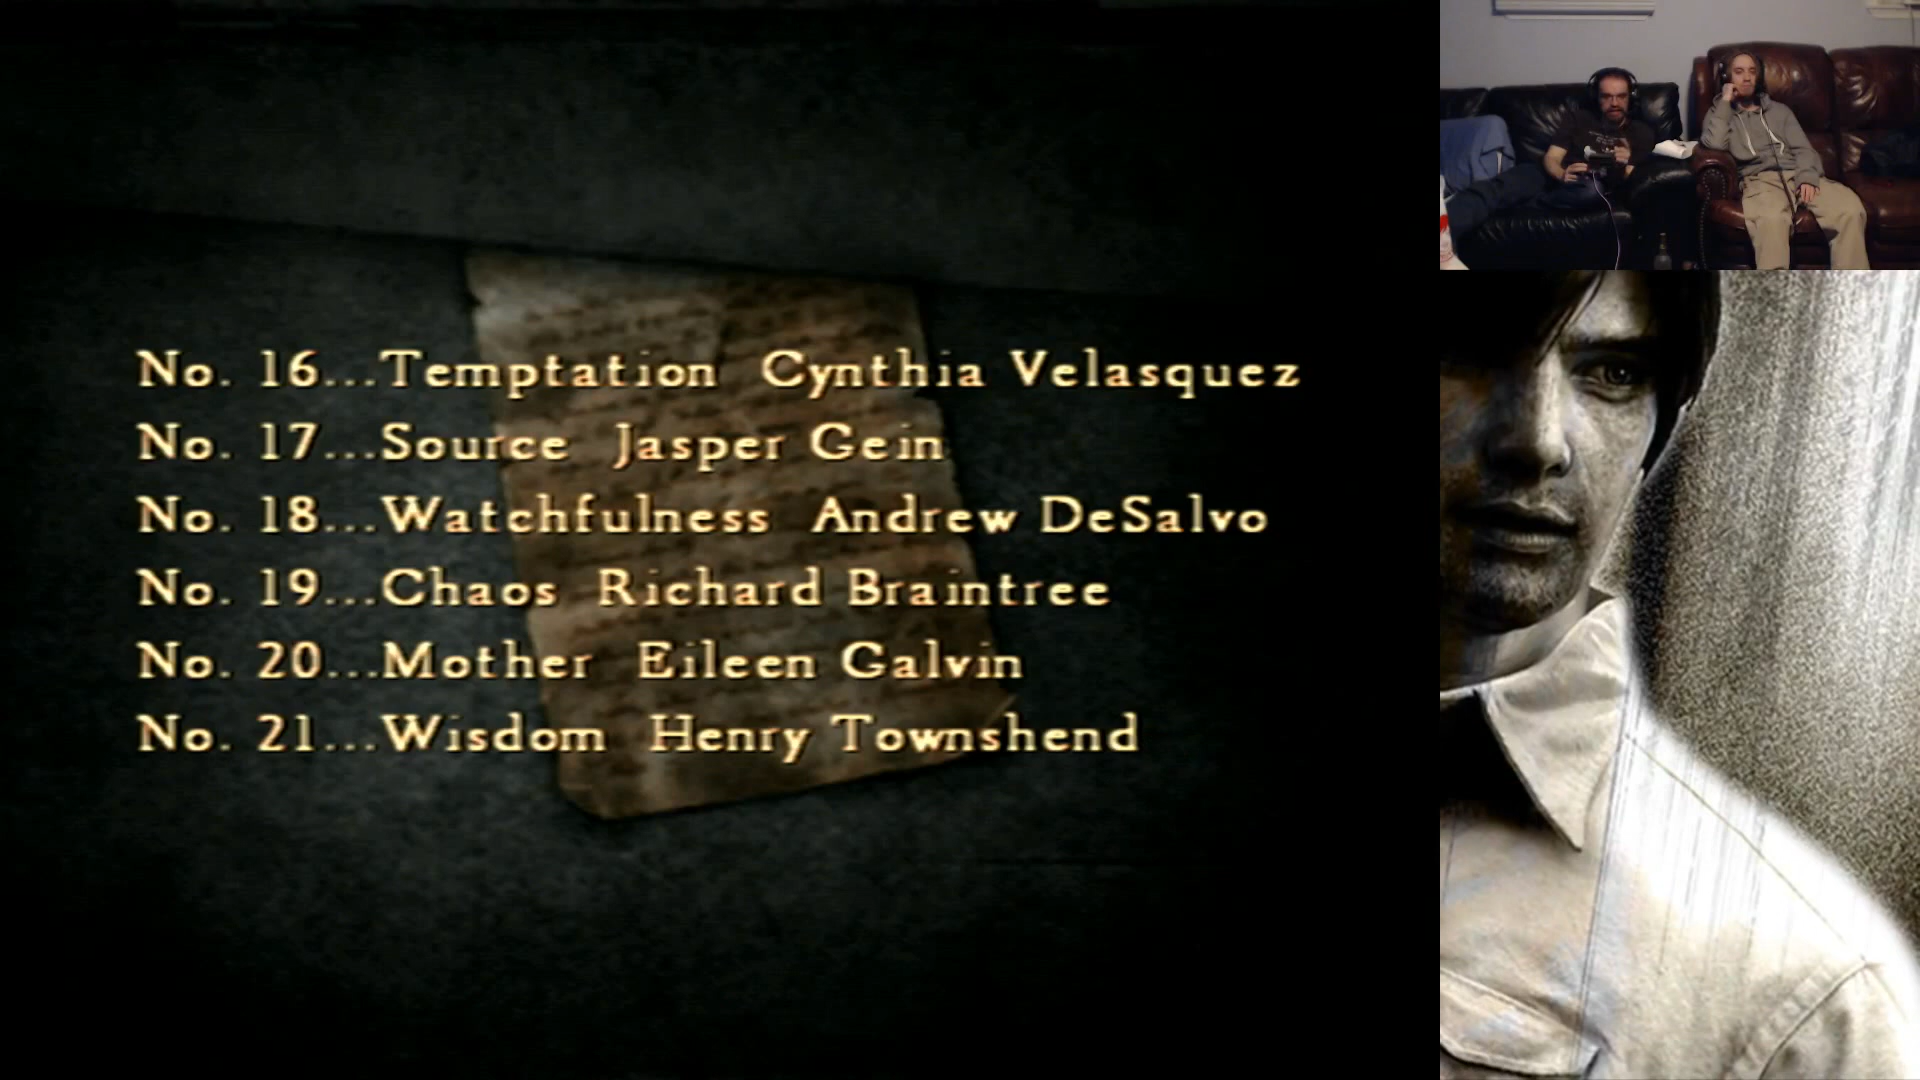 No. 16...Temptation Cynthia Velasquez
No. 17...Source Jasper Gein
No. 18...Watchfulness Andrew DeSalvo
No. 19...Chaos Richard Braintree
No. 20...Mother Eileen Galvin
No. 21...Wisdom Henry Townshend